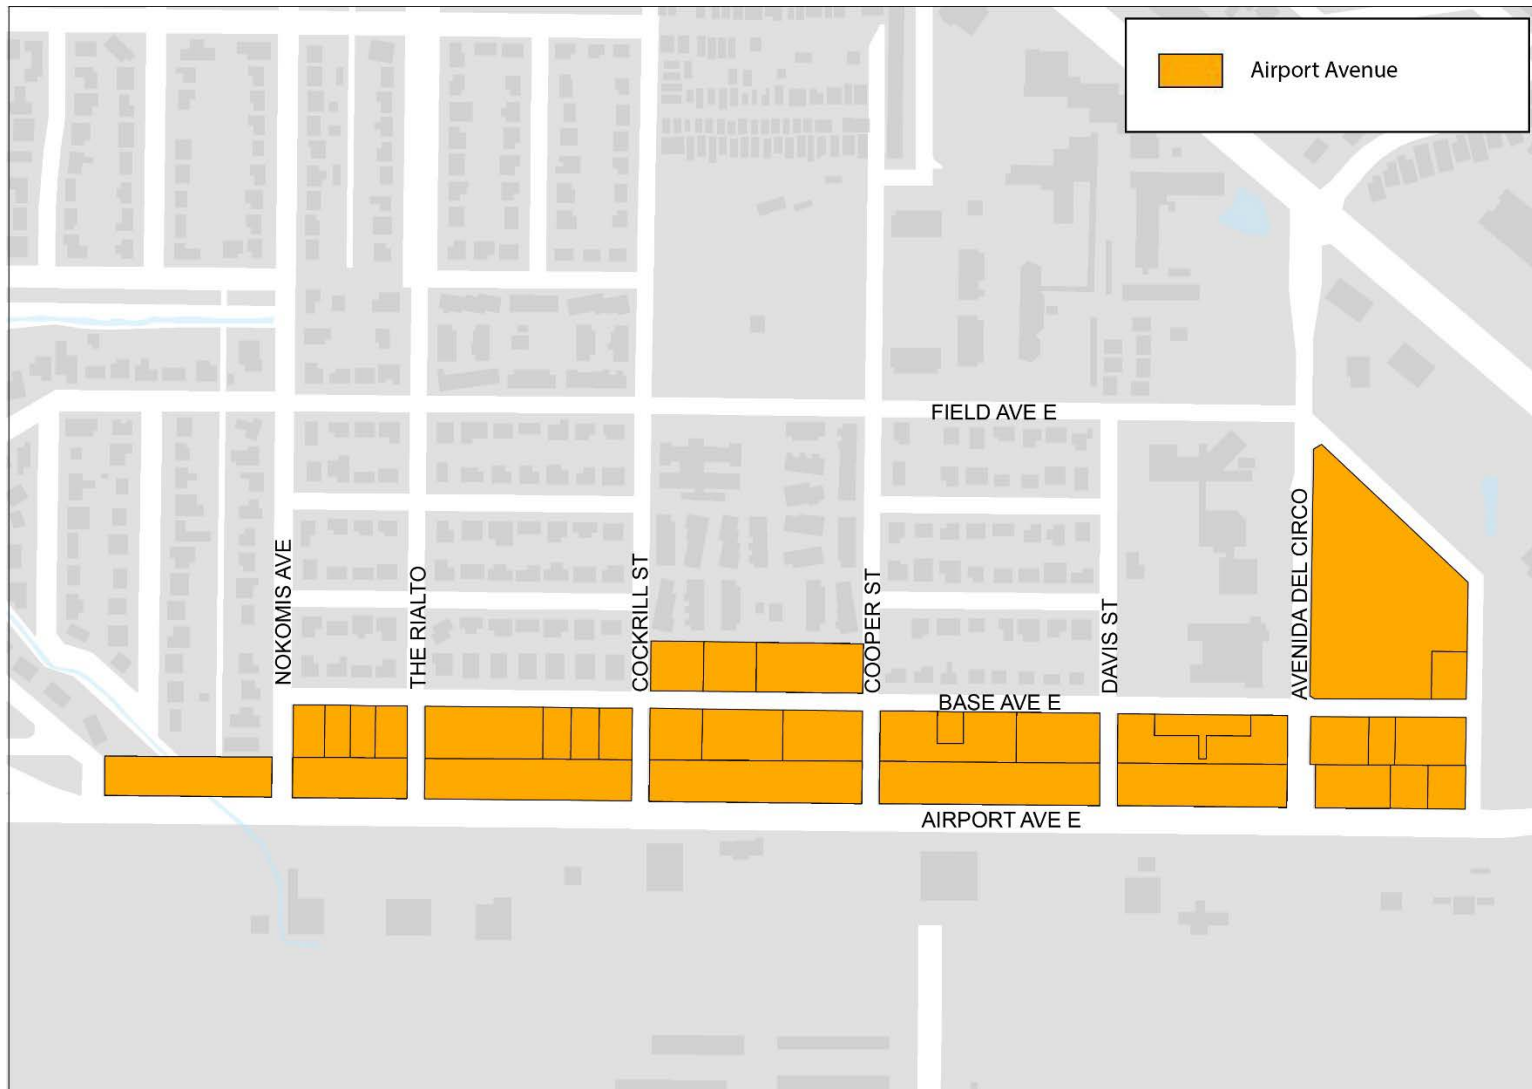 Airport Avenue
FIELD AVE E
NOKOMIS AVE
THE RIALTO
COCKRILL ST
COOPER ST
DAVIS ST
AVENIDA DEL CIRCO
BASE AVE E
AIRPORT AVE E